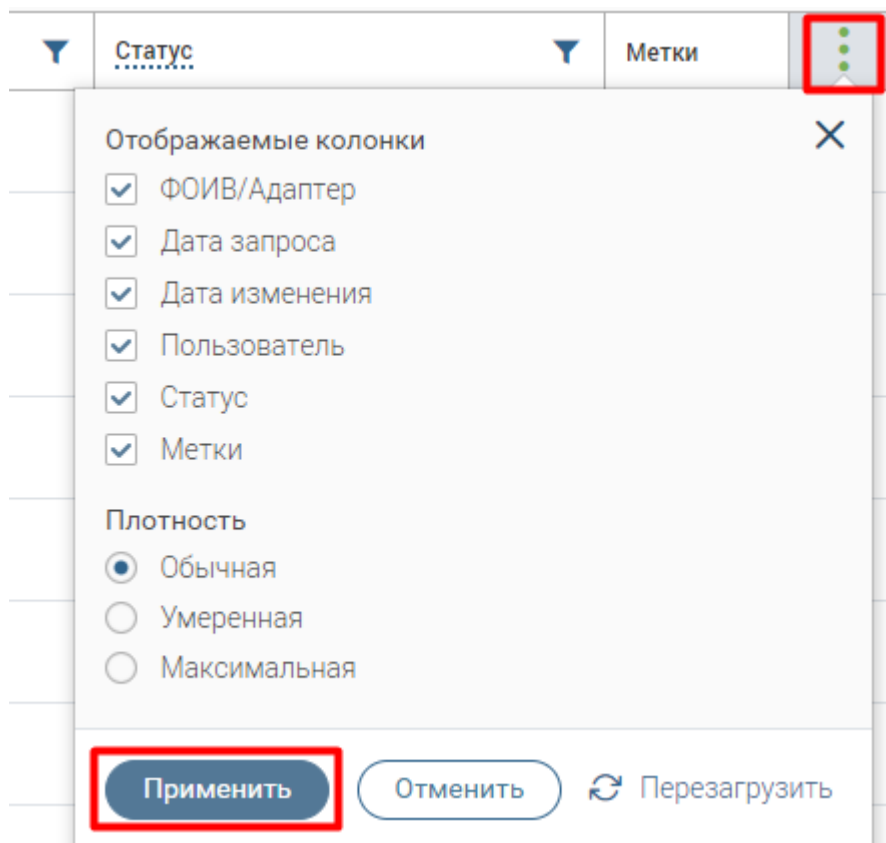 Статус Метки
Отображаемые колонки
ФОИВ/Адаптер
Дата запроса
Дата изменения
Пользователь
Статус
Метки
Плотность
Обычная
Умеренная
Максимальная
Применить Отменить Перезагрузить